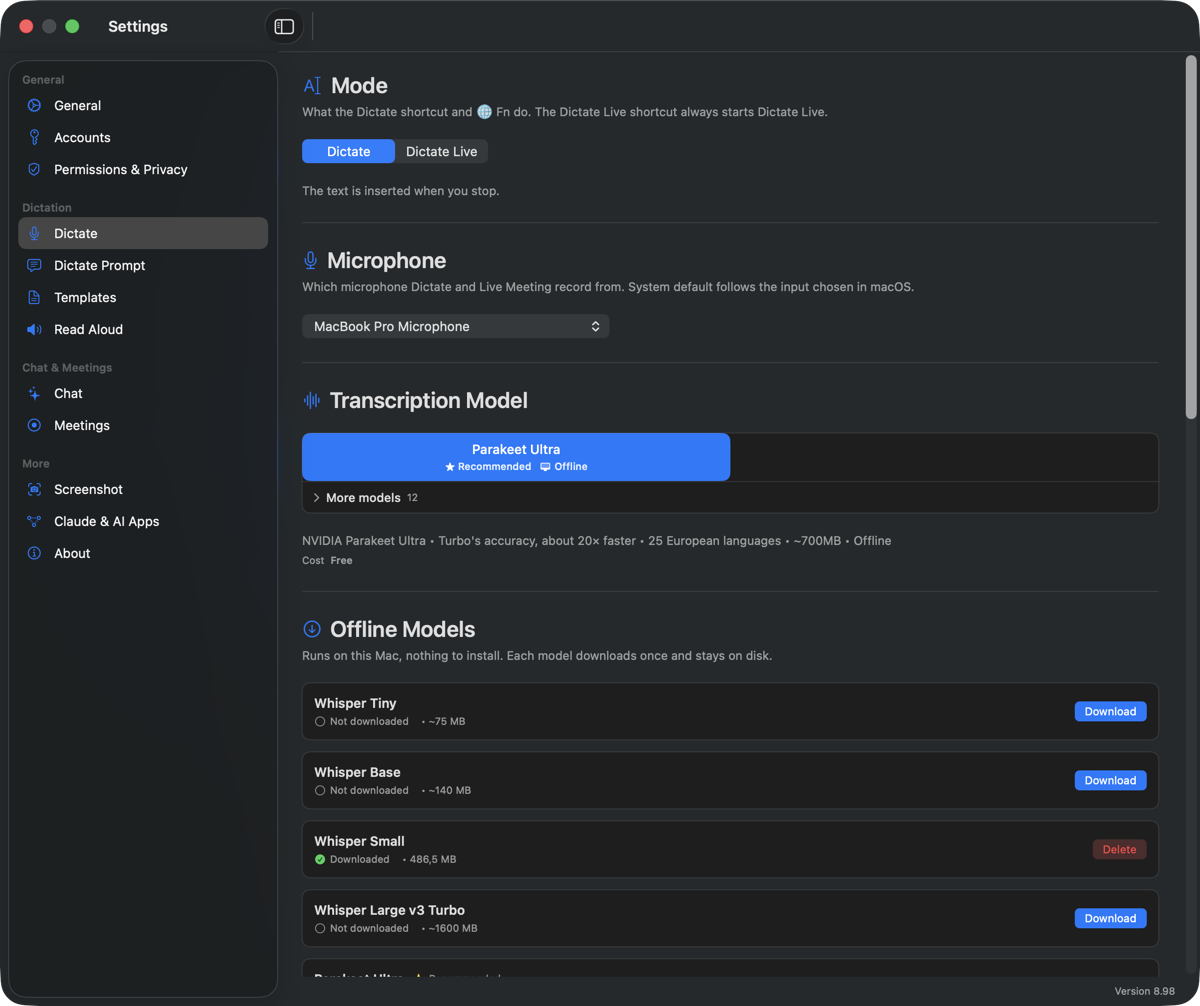 Settings
General
General
Accounts
Permissions & Privacy
Dictation
Dictate
Dictate Prompt
Templates
Read Aloud
Chat & Meetings
Chat
Meetings
More
Screenshot
Claude & AI Apps
About
Mode
What the Dictate shortcut and 🌐 Fn do. The Dictate Live shortcut always starts Dictate Live.
Dictate Dictate Live
The text is inserted when you stop.
Microphone
Which microphone Dictate and Live Meeting record from. System default follows the input chosen in macOS.
MacBook Pro Microphone
Transcription Model
Parakeet Ultra
★ Recommended Offline
More models 12
NVIDIA Parakeet Ultra • Turbo's accuracy, about 20× faster • 25 European languages • ~700MB • Offline
Cost Free
Offline Models
Runs on this Mac, nothing to install. Each model downloads once and stays on disk.
Whisper Tiny
Not downloaded • ~75 MB
Download
Whisper Base
Not downloaded • ~140 MB
Download
Whisper Small
Downloaded • 486,5 MB
Delete
Whisper Large v3 Turbo
Not downloaded • ~1600 MB
Download
Version 8.98